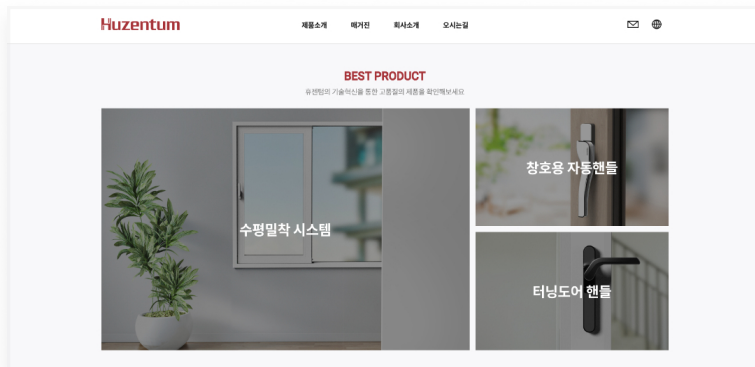 Huzentum
제품소개 매거진 회사소개 오시는길
BEST PRODUCT
휴젠텀의 기술혁신을 통한 고품질의 제품을 확인해보세요
수평밀착 시스템
창호용 자동핸들
터닝도어 핸들